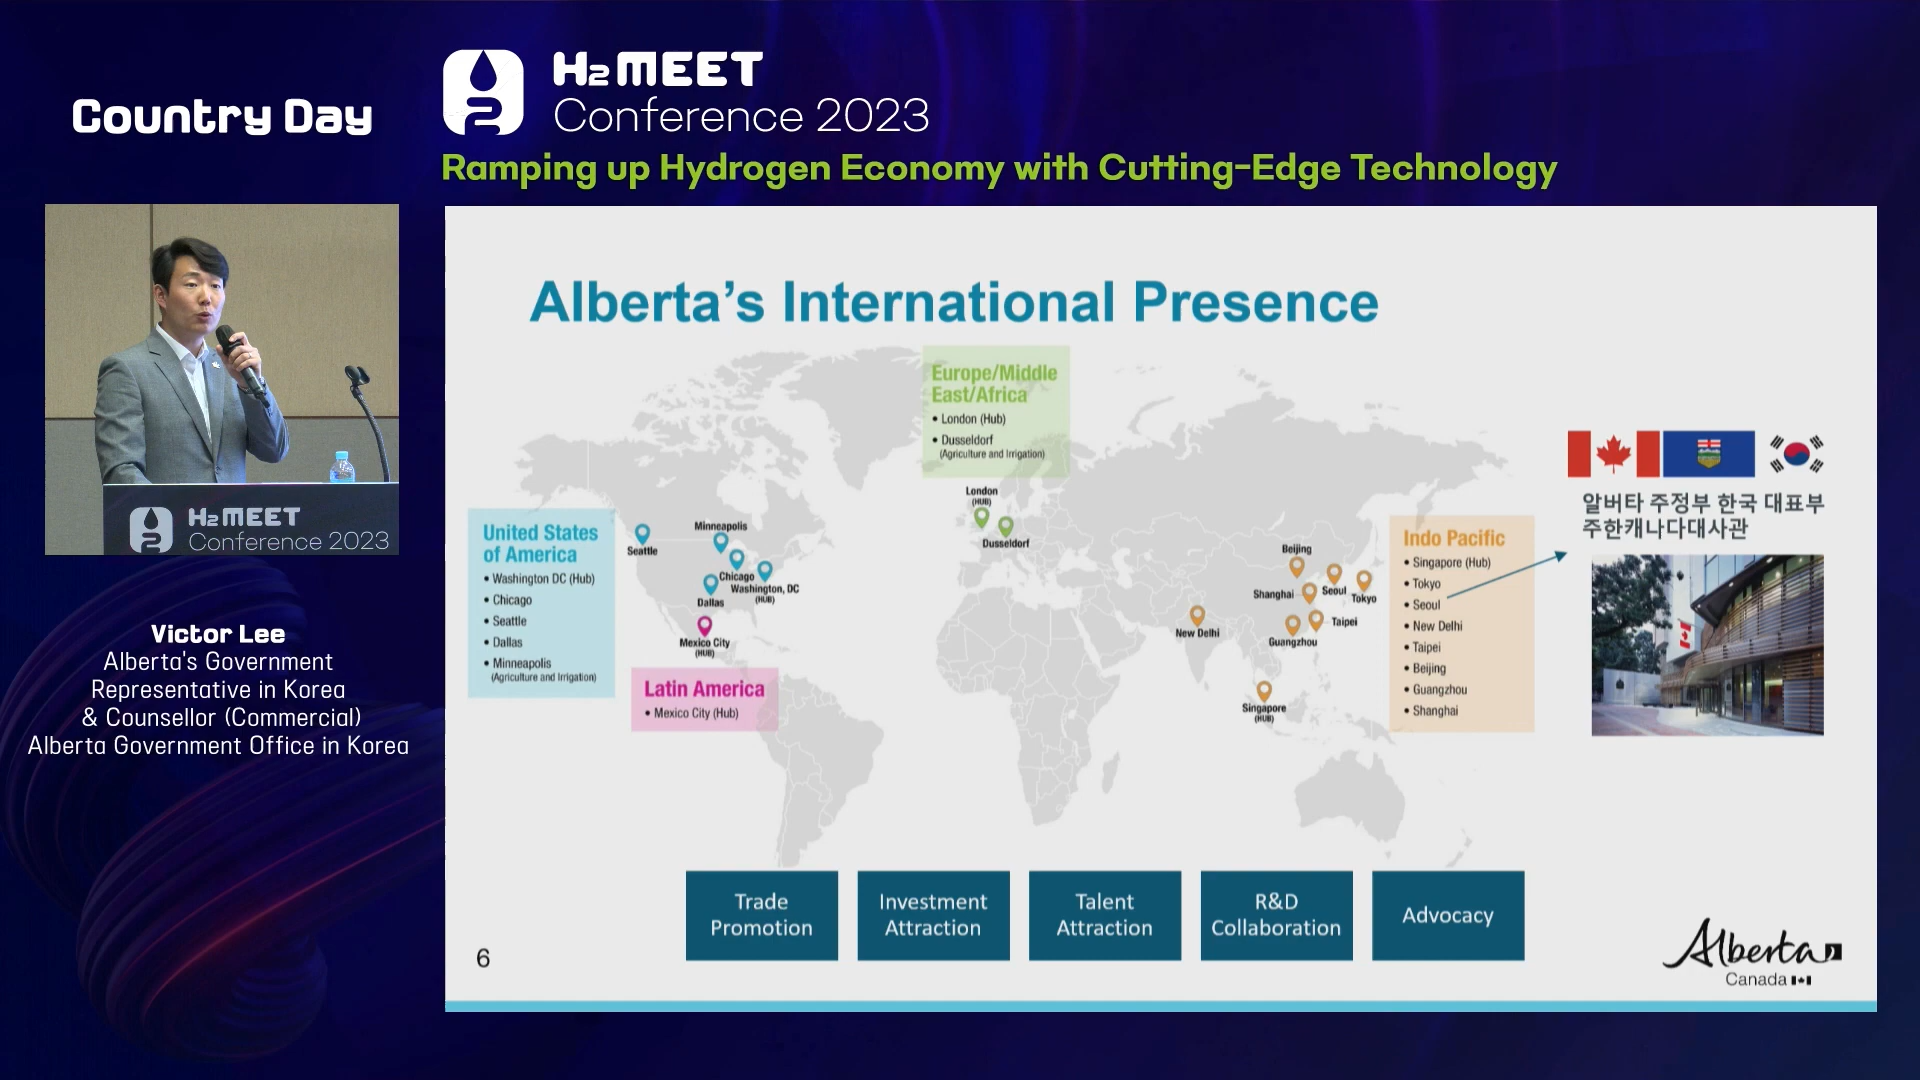 Country Day
H2 MEET
Conference 2023
Ramping up Hydrogen Economy with Cutting-Edge Technology
H2 MEET
Conference 2023
Victor Lee
Alberta's Government
Representative in Korea
& Counsellor (Commercial)
Alberta Government Office in Korea
Alberta's International Presence
Europe/Middle
East/Africa
• London (Hub)
• Dusseldorf
(Agriculture and Irrigation)
United States
of America
• Washington DC (Hub)
• Chicago
• Seattle
• Dallas
• Minneapolis
(Agriculture and Irrigation)
Seattle
Minneapolis
Chicago
Washington, DC
(HUB)
Dallas
Mexico City
(HUB)
Latin America
• Mexico City (Hub)
London
(HUB)
Dusseldorf
Beijing
Shanghai
Seoul
Tokyo
New Delhi
Guangzhou
Taipei
Singapore
(HUB)
Indo Pacific
• Singapore (Hub)
• Tokyo
• Seoul
• New Delhi
• Taipei
• Beijing
• Guangzhou
• Shanghai
알버타 주정부 한국 대표부
주한캐나다대사관
Trade
Promotion
Investment
Attraction
Talent
Attraction
R&D
Collaboration
Advocacy
6
Alberta
Canada